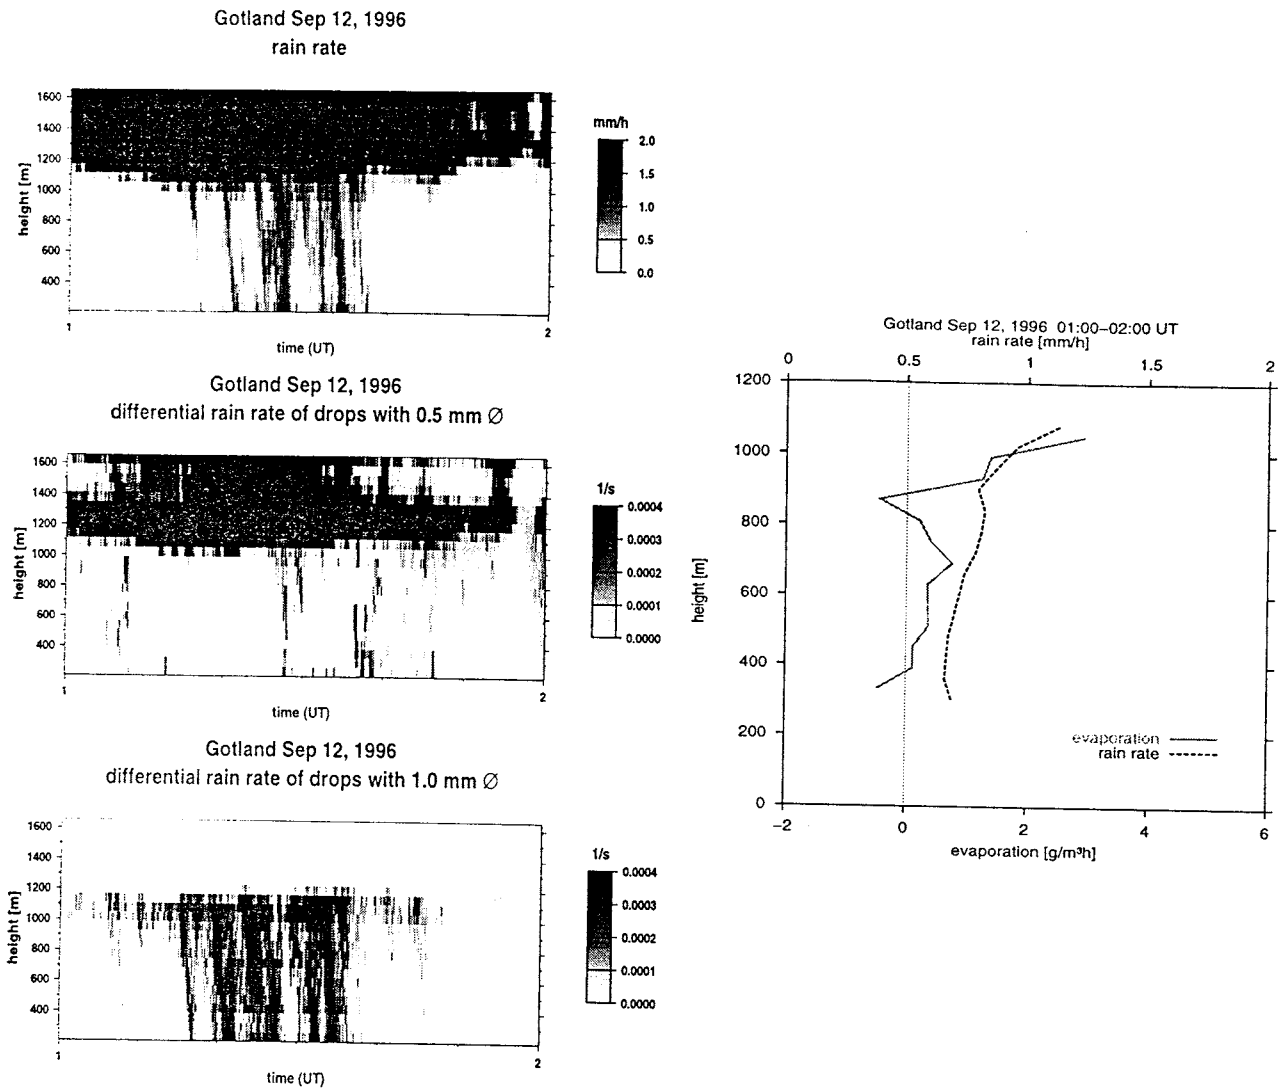 Gotland Sep 12, 1996
rain rate
1600
1400
1200
1000
800
600
400
height [m]
1
2
time (UT)
mm/h
2.0
1.5
1.0
0.5
0.0
Gotland Sep 12, 1996
differential rain rate of drops with 0.5 mm ∅
1600
1400
1200
1000
800
600
400
height [m]
1
2
time (UT)
1/s
0.0004
0.0003
0.0002
0.0001
0.0000
Gotland Sep 12, 1996
differential rain rate of drops with 1.0 mm ∅
1600
1400
1200
1000
800
600
400
height [m]
1
2
time (UT)
1/s
0.0004
0.0003
0.0002
0.0001
0.0000
Gotland Sep 12, 1996 01:00–02:00 UT
rain rate [mm/h]
0 0.5 1 1.5 2
1200
1000
800
600
400
200
0
height [m]
evaporation
rain rate
−2 0 2 4 6
evaporation [g/m³h]